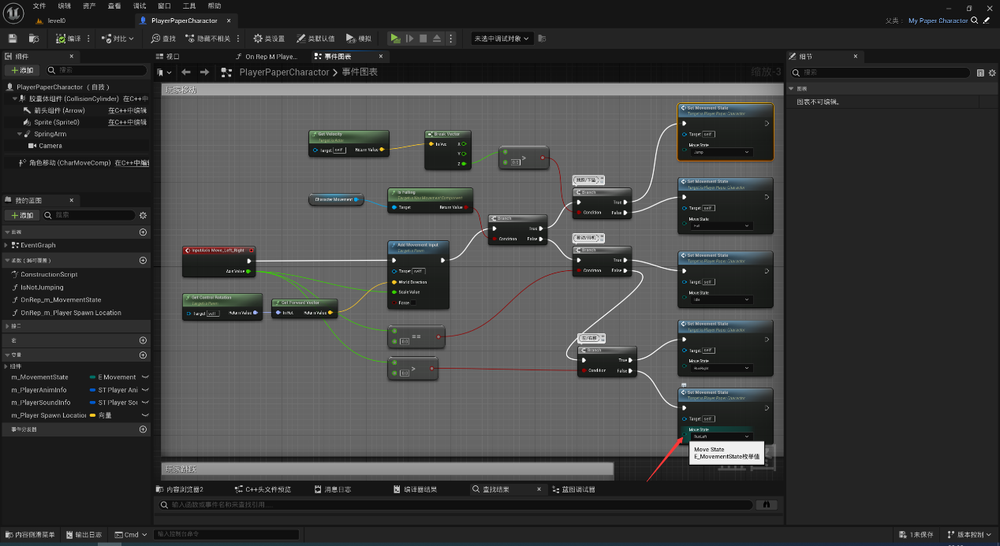 文件 编辑 资产 查看 调试 窗口 工具 帮助
level0
PlayerPaperCharactor
父类： My Paper Charactor
编译 对比 查找 隐藏不相关 类设置 类默认值 模拟 未选中调试对象
组件
添加 搜索
PlayerPaperCharactor （自我）
胶囊体组件 (CollisionCylinder) 在C++中
箭头组件 (Arrow) 在C++中编辑
Sprite (Sprite0) 在C++中编辑
SpringArm
Camera
角色移动 (CharMoveComp) 在C++中编辑
我的蓝图
添加 搜索
图表
EventGraph
函数 （36可覆盖）
ConstructionScript
IsNotJumping
OnRep_m_MovementState
OnRep_m_Player Spawn Location
接口
宏
变量
组件
m_MovementState E Movement
m_PlayerAnimInfo ST Player Ani
m_PlayerSoundInfo ST Player Sou
m_Player Spawn Location 向量
事件分发器
视口 On Rep M Playe... 事件图表
PlayerPaperCharactor 事件图表 缩放-3
玩家移动
Get Velocity
Target is Actor
Target self Return Value
Break Vector
In Vec X
Y
Z
0.0 >
Character Movement
Is Falling
Target is Nav Movement Component
Target Return Value
Branch
True
Condition False
跳跃/下坠
Branch
True
Condition False
移动/待机
Branch
True
Condition False
左/右移
Branch
True
Condition False
InputAxis Move_Left_Right
Axis Value
Add Movement Input
Target is Pawn
Target self
World Direction
Scale Value
Force
Get Control Rotation
Target is Pawn
Target self Return Value
Get Forward Vector
In Rot Return Value
0.0 ==
0.0 >
Set Movement State
Target is Player Paper Charactor
Target self
Move State
Jump
Set Movement State
Target is Player Paper Charactor
Target self
Move State
Fall
Set Movement State
Target is Player Paper Charactor
Target self
Move State
Idle
Set Movement State
Target is Player Paper Charactor
Target self
Move State
RunRight
Set Movement State
Target is Player Paper Charactor
Target self
Move State
RunLeft
Move State
E_MovementState枚举值
玩家跳跃
细节
搜索
图表
图表不可编辑。
内容浏览器2 C++头文件预览 消息日志 编译器结果 查找结果 蓝图调试器
输入函数或事件名称来查找引用....
内容侧滑菜单 输出日志 Cmd 输入控制台命令 1未保存 版本控制